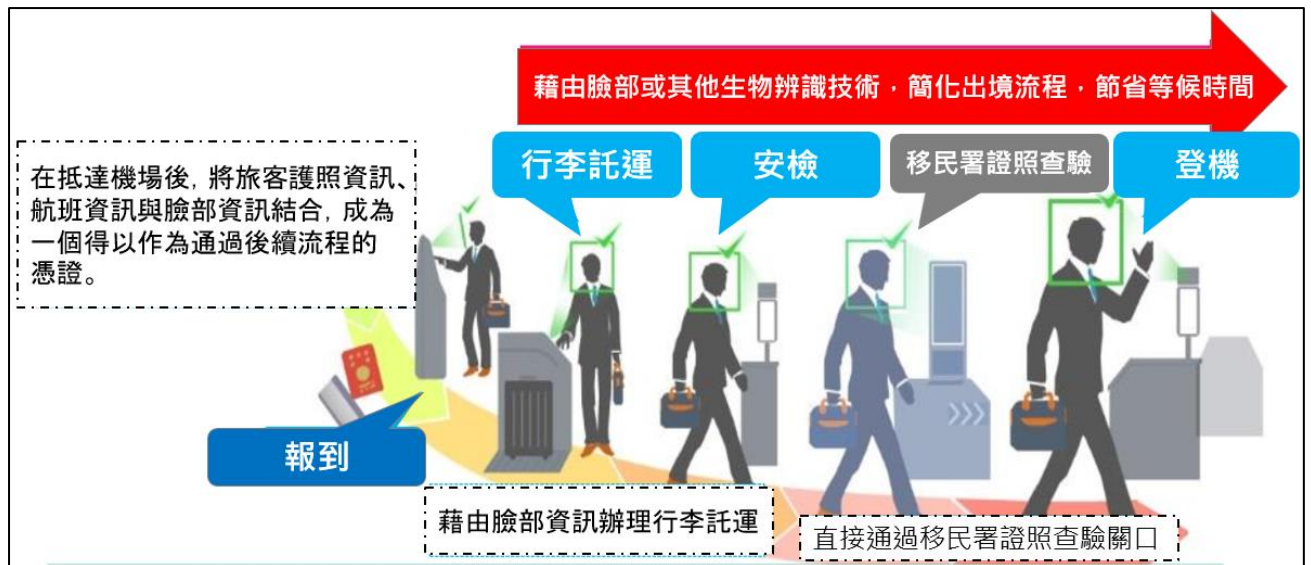 藉由臉部或其他生物辨識技術，簡化出境流程，節省等候時間
在抵達機場後, 將旅客護照資訊、
航班資訊與臉部資訊結合, 成為
一個得以作為通過後續流程的
憑證。
行李託運
安檢
移民署證照查驗
登機
報到
藉由臉部資訊辦理行李託運
直接通過移民署證照查驗關口